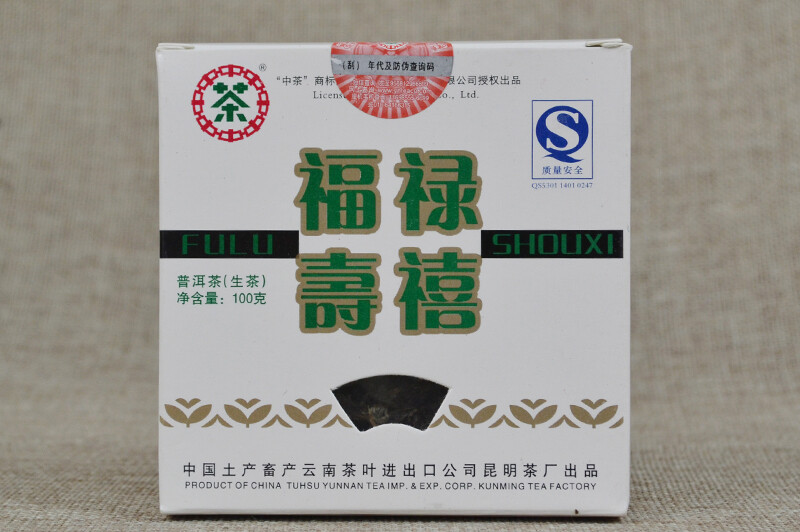 (刮) 年代及防伪查询码
®
茶
“中茶”商标
限公司授权出品
Licens
Co., Ltd.
S
质量安全
QS5301 1401 0247
福禄
FULU
SHOUXI
壽禧
普洱茶(生茶)
净含量：100克
中国土产畜产云南茶叶进出口公司昆明茶厂出品
PRODUCT OF CHINA TUHSU YUNNAN TEA IMP. & EXP. CORP. KUNMING TEA FACTORY